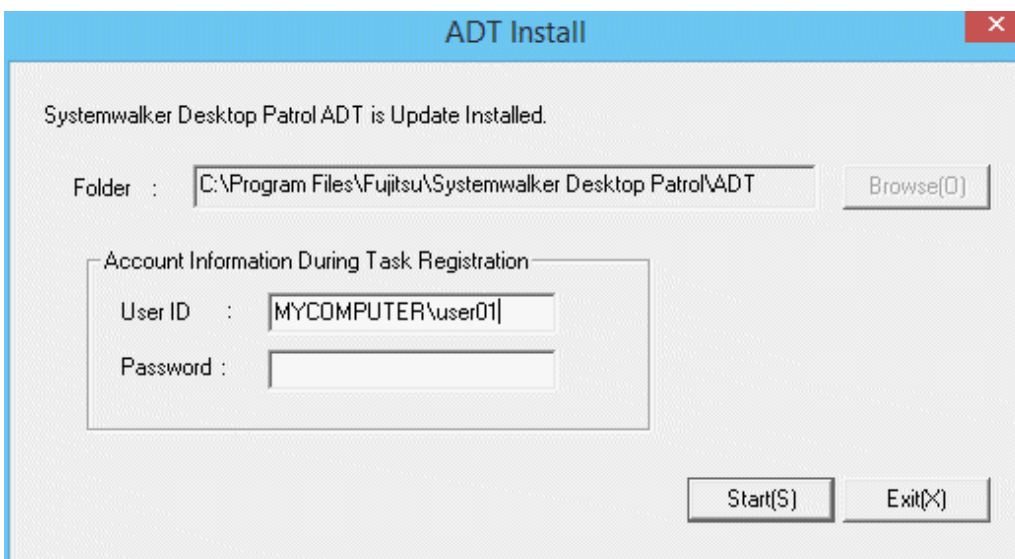 ADT Install
Systemwalker Desktop Patrol ADT is Update Installed.
Folder : C:\Program Files\Fujitsu\Systemwalker Desktop Patrol\ADT Browse(O)
Account Information During Task Registration
User ID : MYCOMPUTER\user01
Password :
Start(S) Exit(X)